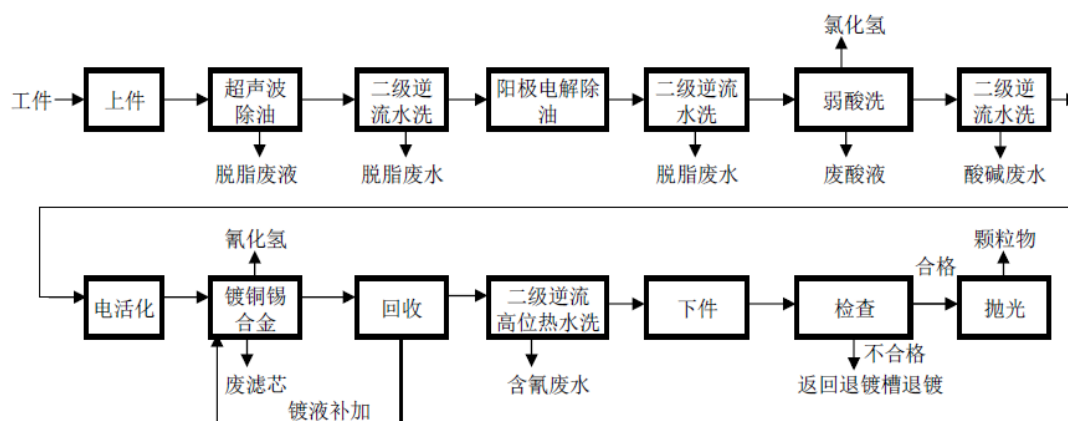 氯化氢
工件
上件
超声波
除油
二级逆
流水洗
阳极电解除
油
二级逆流
水洗
弱酸洗
二级逆
流水洗
脱脂废液
脱脂废水
脱脂废水
废酸液
酸碱废水
氰化氢
颗粒物
合格
电活化
镀铜锡
合金
回收
二级逆流
高位热水洗
下件
检查
抛光
不合格
废滤芯
含氰废水
返回退镀槽退镀
镀液补加